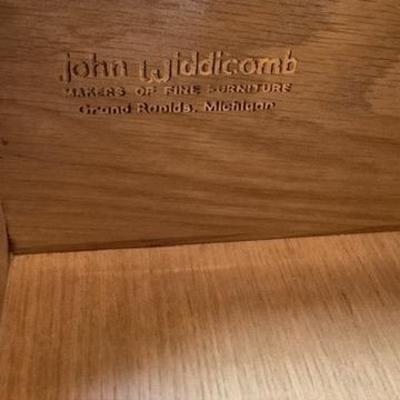 john widdicomb
MAKERS OF FINE FURNITURE
Grand Rapids, Michigan